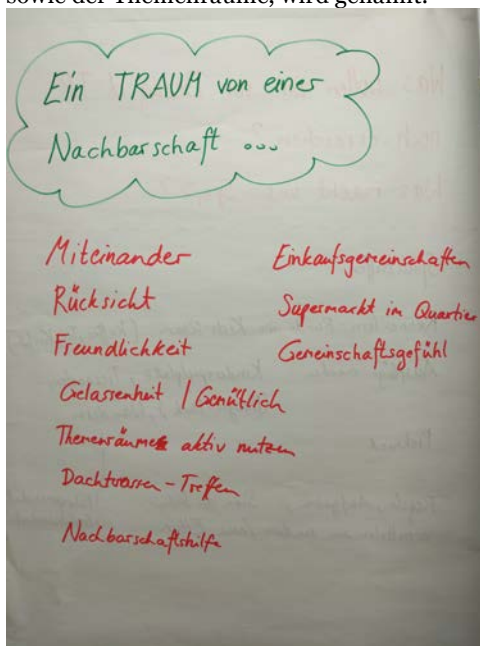 sowie der Themenräume, wird genannt.
Ein TRAUM von einer
Nachbarschaft ...
Miteinander
Rücksicht
Freundlichkeit
Gelassenheit / Gemütlich
Themenräume aktiv nutzen
Dachterrassen-Treffen
Nachbarschaftshilfe
Einkaufsgemeinschaften
Supermarkt im Quartier
Gemeinschaftsgefühl